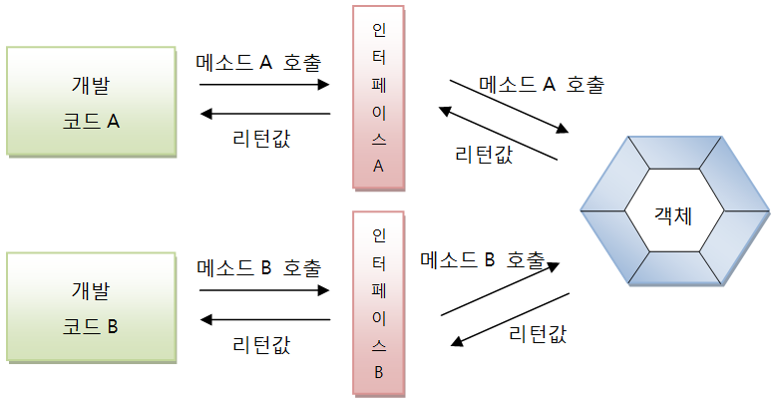 개발
코드 A
메소드 A 호출
리턴값
인터페이스A
메소드 A 호출
리턴값
객체
개발
코드 B
메소드 B 호출
리턴값
인터페이스B
메소드 B 호출
리턴값